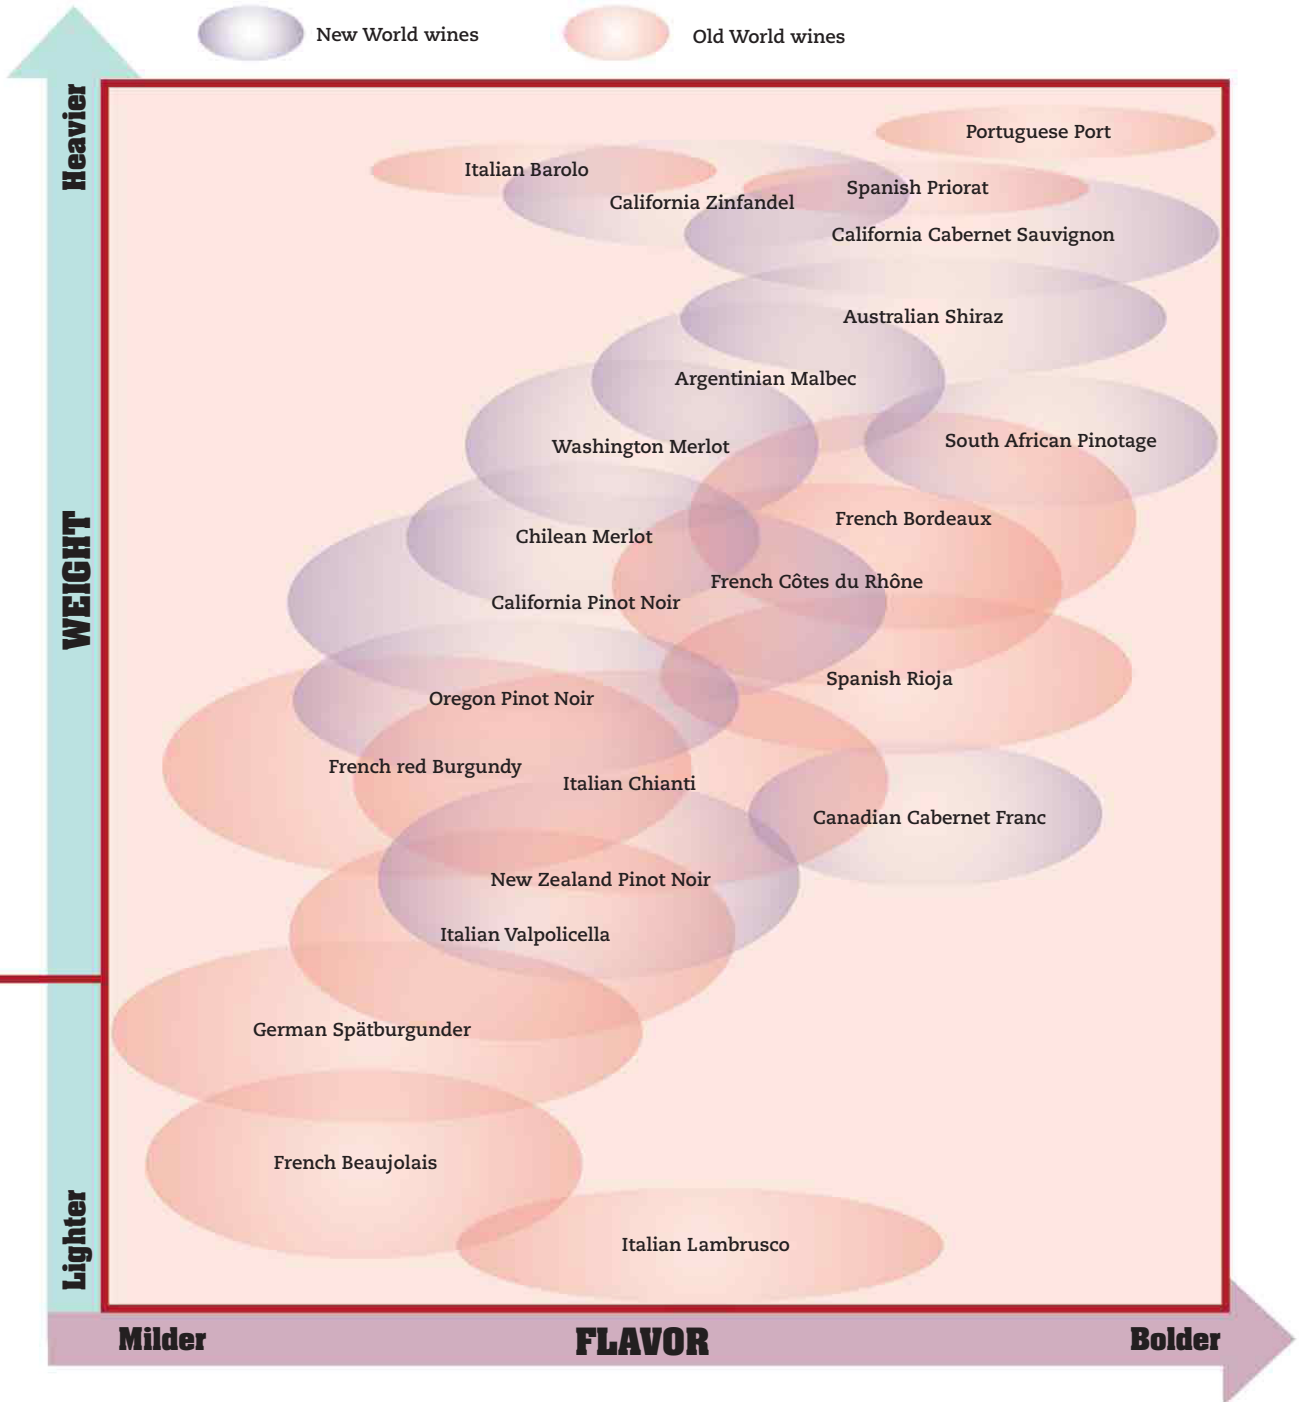 New World wines
Old World wines
Heavier
WEIGHT
Lighter
Portuguese Port
Italian Barolo
Spanish Priorat
California Zinfandel
California Cabernet Sauvignon
Australian Shiraz
Argentinian Malbec
South African Pinotage
Washington Merlot
French Bordeaux
Chilean Merlot
French Côtes du Rhône
California Pinot Noir
Spanish Rioja
Oregon Pinot Noir
French red Burgundy
Italian Chianti
Canadian Cabernet Franc
New Zealand Pinot Noir
Italian Valpolicella
German Spätburgunder
French Beaujolais
Italian Lambrusco
Milder
FLAVOR
Bolder